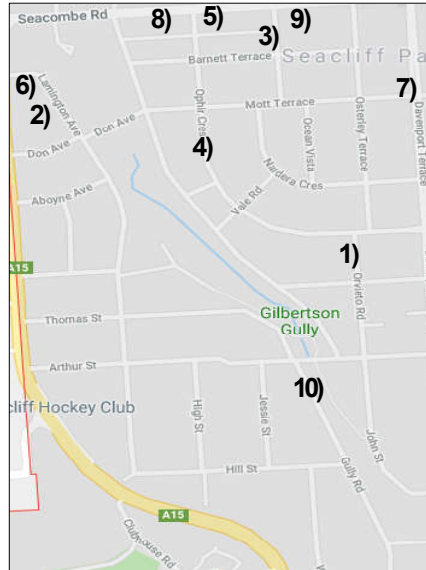 Seacombe Rd
8)
5)
9)
3)
Seacliff Pa
Barnett Terrace
6)
2)
Lamington Ave
7)
Mott Terrace
Don Ave
Don Ave
Ophir Cres
4)
Ocean Vista
Osterley Terrace
Davenport Terrace
Nardera Cres
Vale Rd
Aboyne Ave
1)
A15
Orvieto Rd
Thomas St
Gilbertson
Gully
Arthur St
10)
cliff Hockey Club
High St
Jessie St
John St
Hill St
Gully Rd
A15
Clubhouse Rd